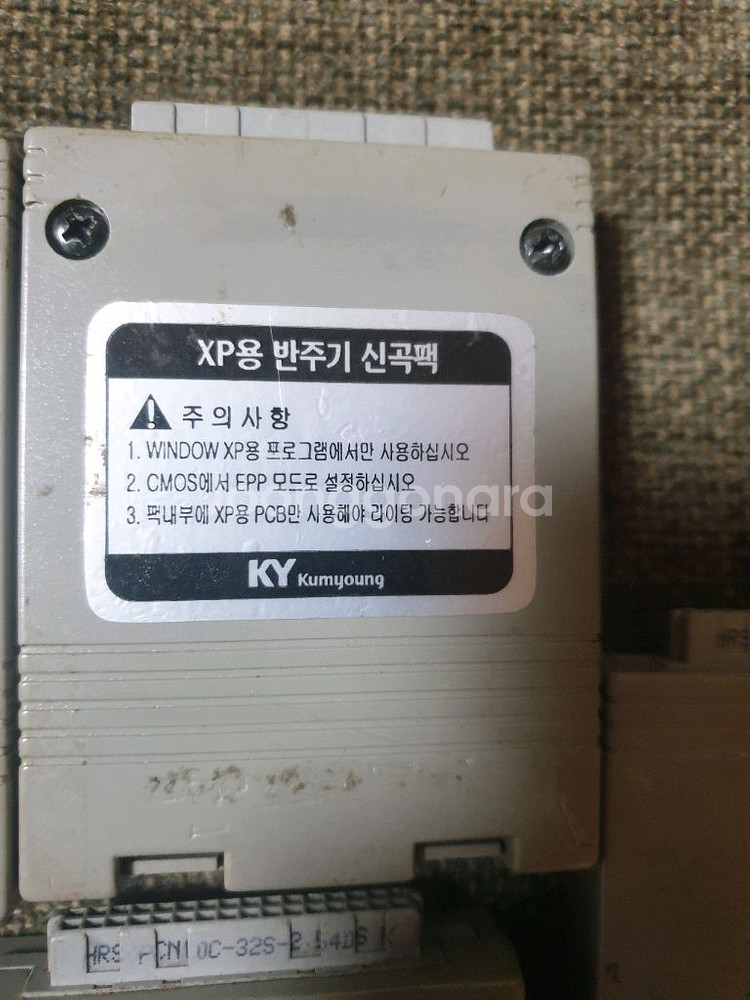 XP용 반주기 신곡팩
주 의 사 항
1. WINDOW XP용 프로그램에서만 사용하십시오
2. CMOS에서 EPP 모드로 설정하십시오
3. 팩내부에 XP용 PCB만 사용해야 라이팅 가능합니다
KY Kumyoung
HRS PCN10C-32S-2.54DS
HRS